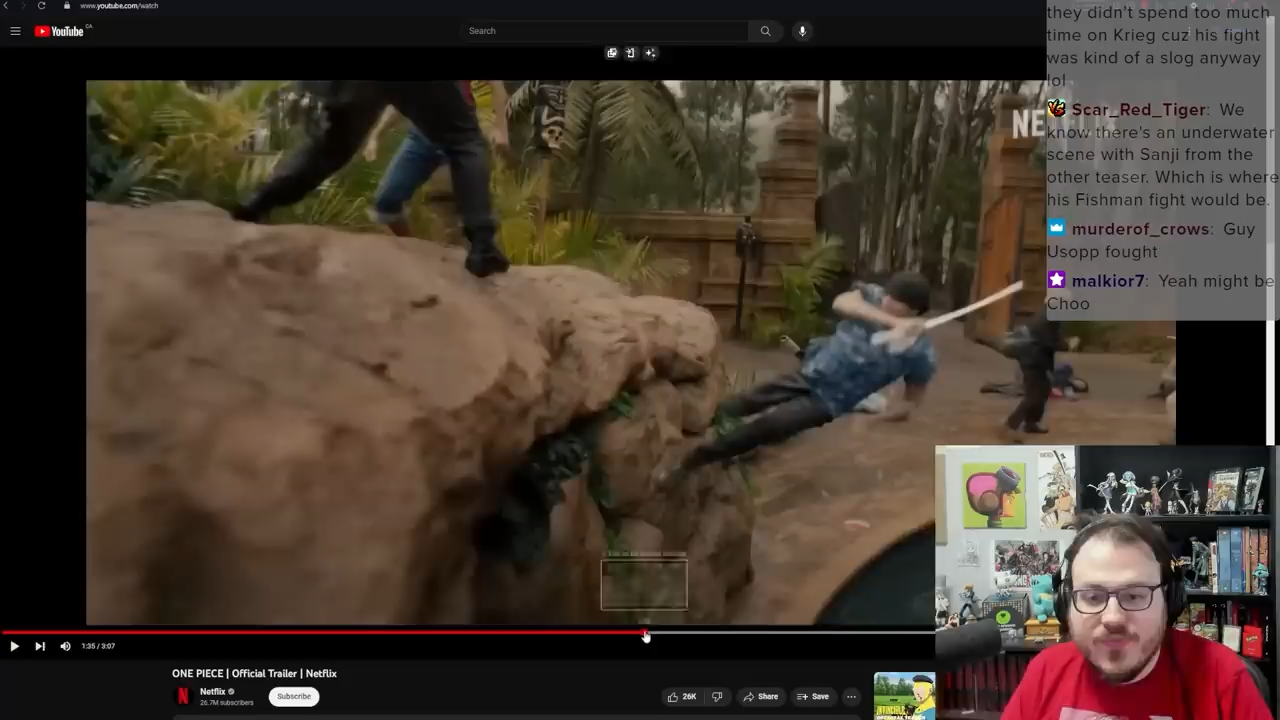 www.youtube.com/watch
they didn't spend too much
time on Krieg cuz his fight
was kind of a slog anyway
lol
YouTube CA
Search
Scar_Red_Tiger: We
know there's an underwater
scene with Sanji from the
other teaser. Which is where
his Fishman fight would be.
NE
murderof_crows: Guy
Usopp fought
malkior7: Yeah might be
Choo
1:35 / 3:07
ONE PIECE | Official Trailer | Netflix
Netflix
26.7M subscribers
Subscribe
26K
Share
Save
INVINCIBLE